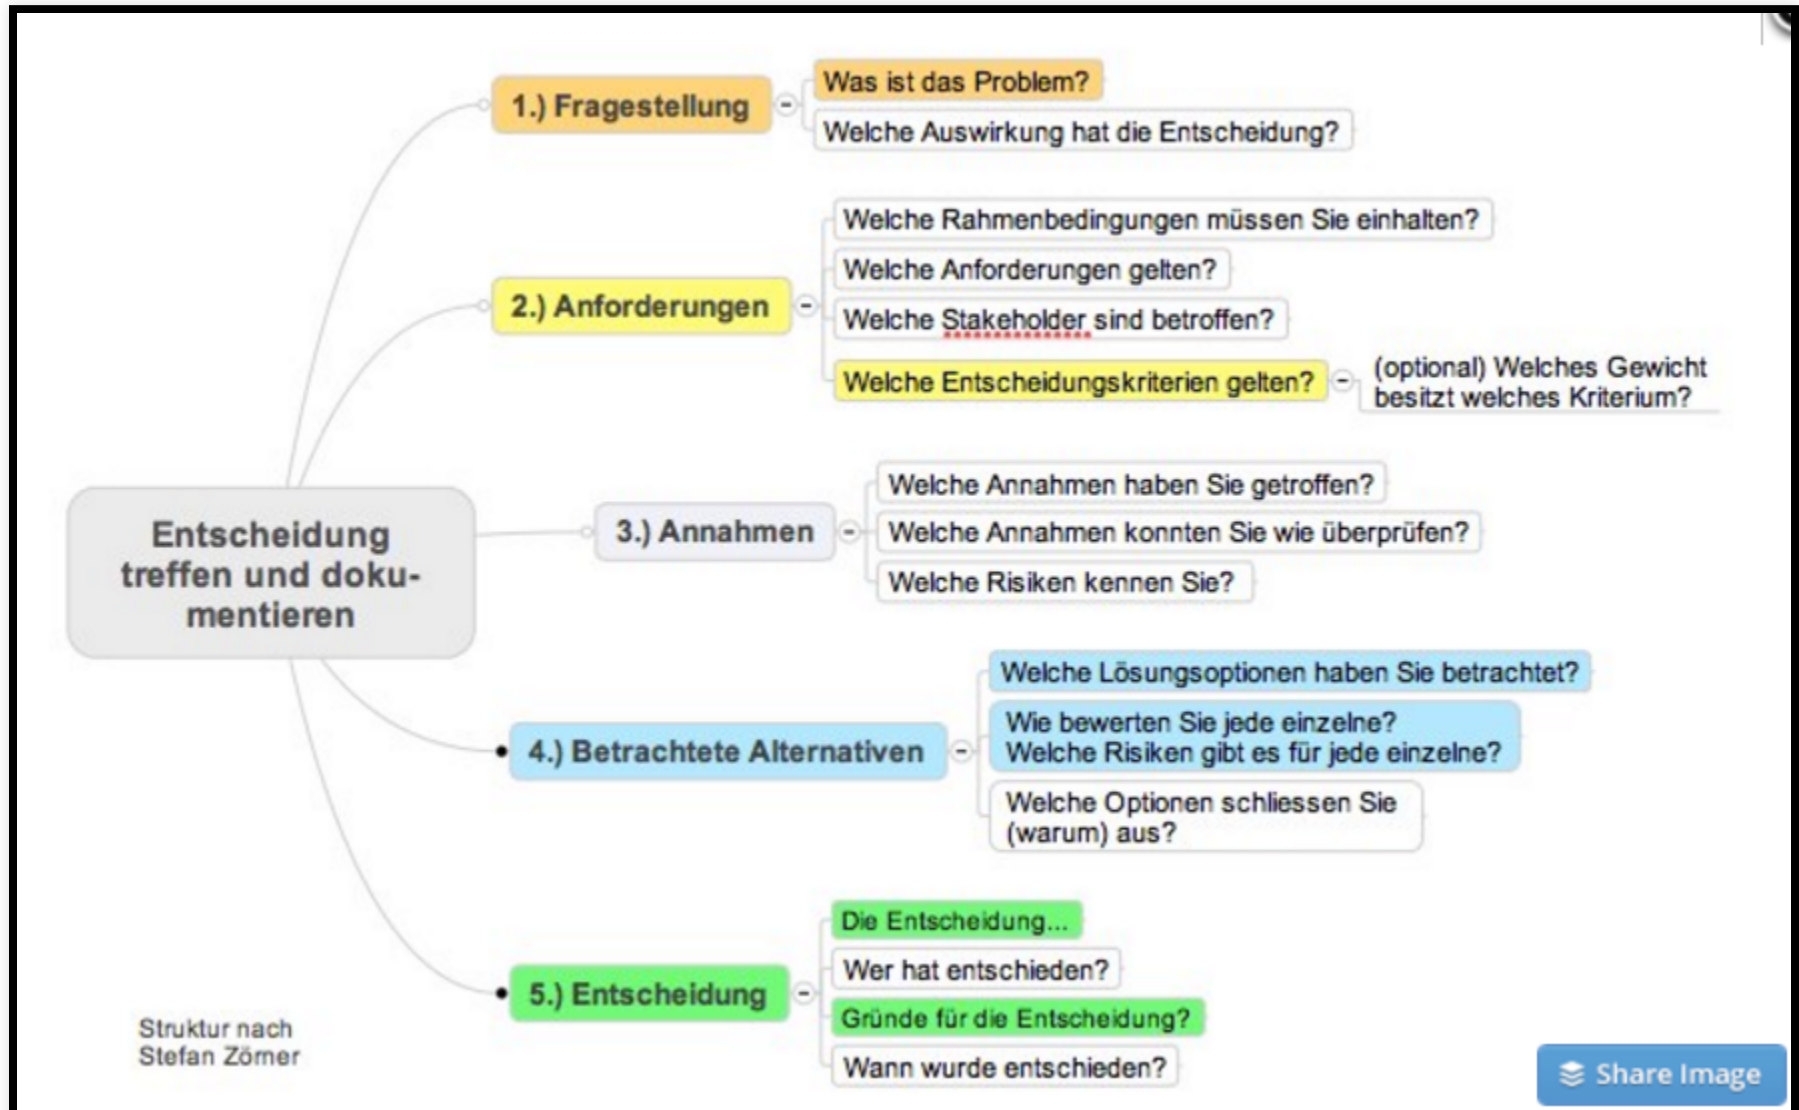 1.) Fragestellung
Was ist das Problem?
Welche Auswirkung hat die Entscheidung?
2.) Anforderungen
Welche Rahmenbedingungen müssen Sie einhalten?
Welche Anforderungen gelten?
Welche Stakeholder sind betroffen?
Welche Entscheidungskriterien gelten?
(optional) Welches Gewicht
besitzt welches Kriterium?
Entscheidung
treffen und doku-
mentieren
3.) Annahmen
Welche Annahmen haben Sie getroffen?
Welche Annahmen konnten Sie wie überprüfen?
Welche Risiken kennen Sie?
4.) Betrachtete Alternativen
Welche Lösungsoptionen haben Sie betrachtet?
Wie bewerten Sie jede einzelne?
Welche Risiken gibt es für jede einzelne?
Welche Optionen schliessen Sie
(warum) aus?
5.) Entscheidung
Die Entscheidung...
Wer hat entschieden?
Gründe für die Entscheidung?
Wann wurde entschieden?
Struktur nach
Stefan Zörner
Share Image